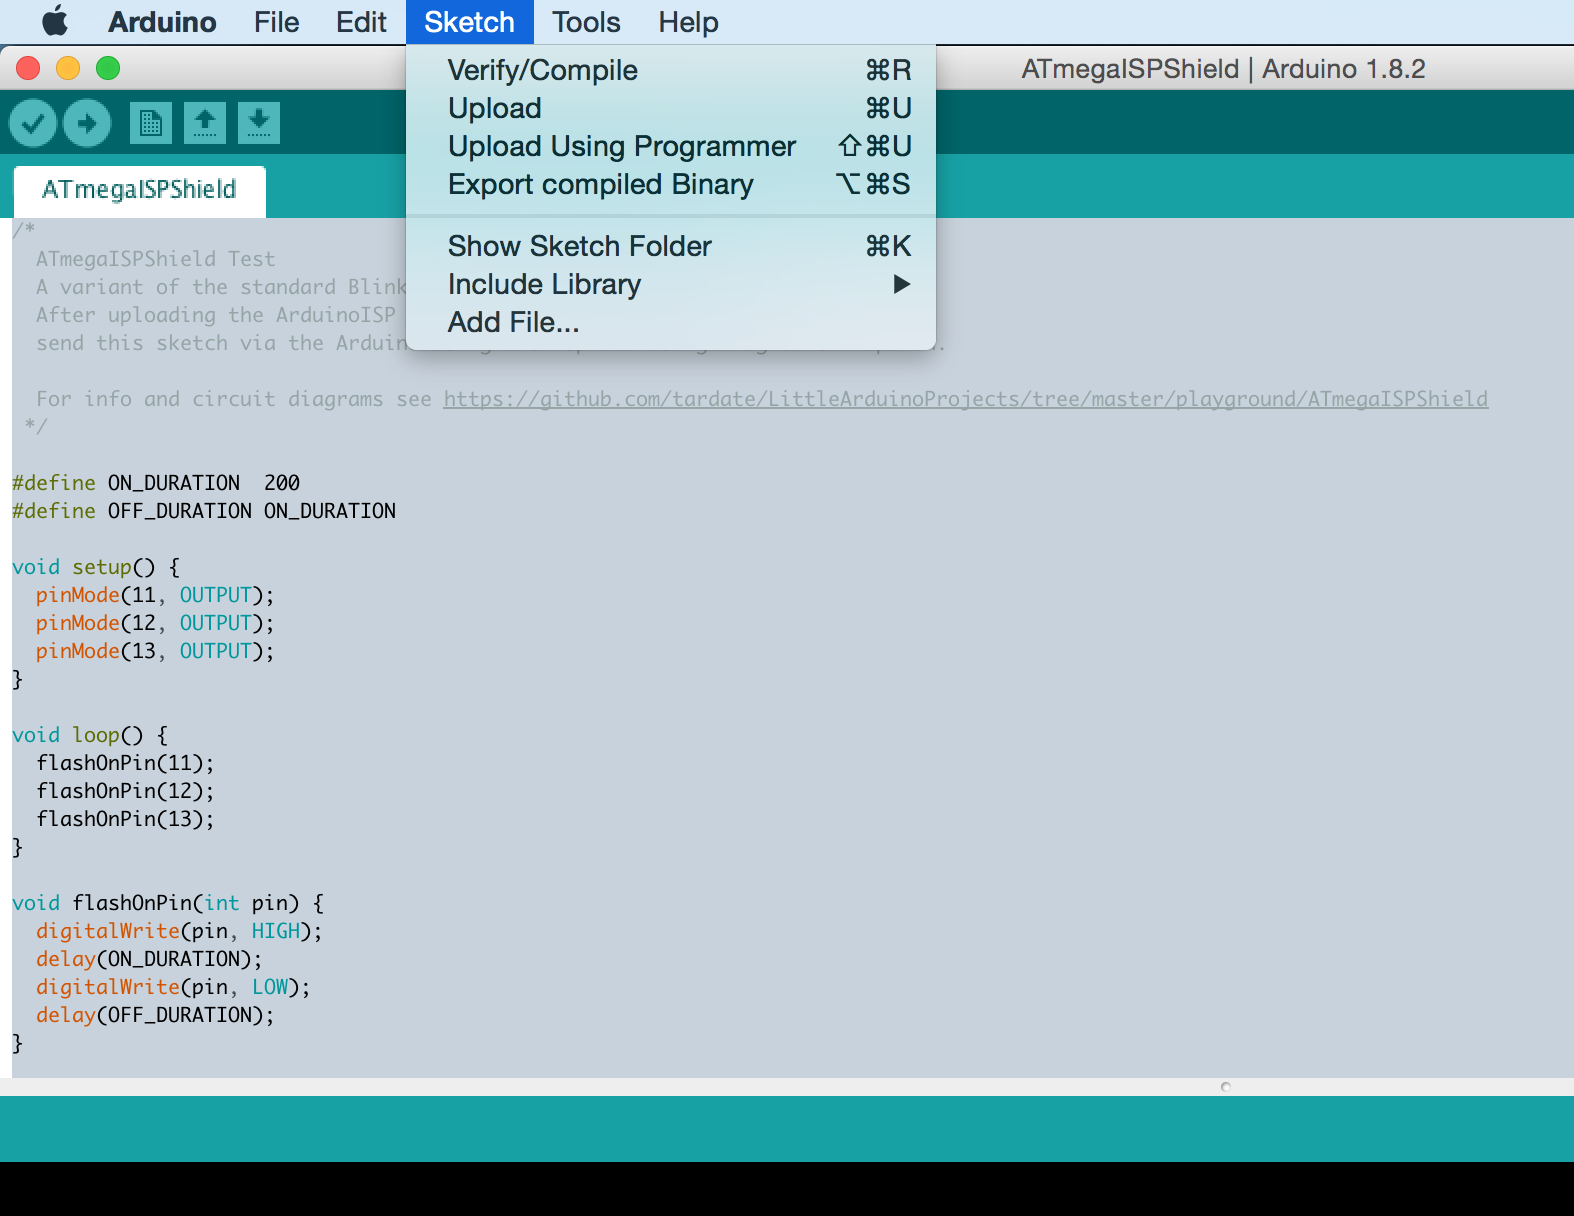 Arduino File Edit Sketch Tools Help
ATmegaISPShield | Arduino 1.8.2
Verify/Compile ⌘R
Upload ⌘U
Upload Using Programmer ⇧⌘U
Export compiled Binary ⌥⌘S
Show Sketch Folder ⌘K
Include Library ▶
Add File...
ATmegaISPShield
/*
ATmegaISPShield Test
A variant of the standard Blink
After uploading the ArduinoISP
send this sketch via the Arduin
For info and circuit diagrams see https://github.com/tardate/LittleArduinoProjects/tree/master/playground/ATmegaISPShield
*/
#define ON_DURATION  200
#define OFF_DURATION ON_DURATION
void setup() {
  pinMode(11, OUTPUT);
  pinMode(12, OUTPUT);
  pinMode(13, OUTPUT);
}
void loop() {
  flashOnPin(11);
  flashOnPin(12);
  flashOnPin(13);
}
void flashOnPin(int pin) {
  digitalWrite(pin, HIGH);
  delay(ON_DURATION);
  digitalWrite(pin, LOW);
  delay(OFF_DURATION);
}